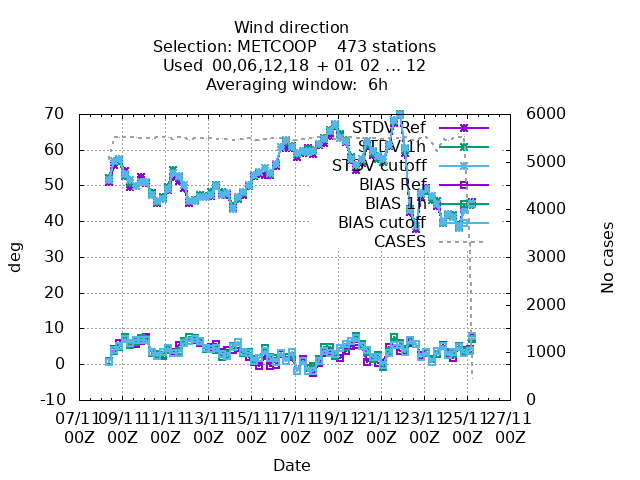 Wind direction
Selection: METCOOP 473 stations
Used 00,06,12,18 + 01 02 ... 12
Averaging window: 6h
70 6000
STDV Ref
STDV 1h
60 5000
STDV cutoff
50 BIAS Ref
BIAS 1h
40 4000
BIAS cutoff
CASES
30 3000
20 2000
10 1000
0
-10 0
deg
No cases
07/11 09/11 11/11 13/11 15/11 17/11 19/11 21/11 23/11 25/11 27/11
00Z 00Z 00Z 00Z 00Z 00Z 00Z 00Z 00Z 00Z 00Z
Date